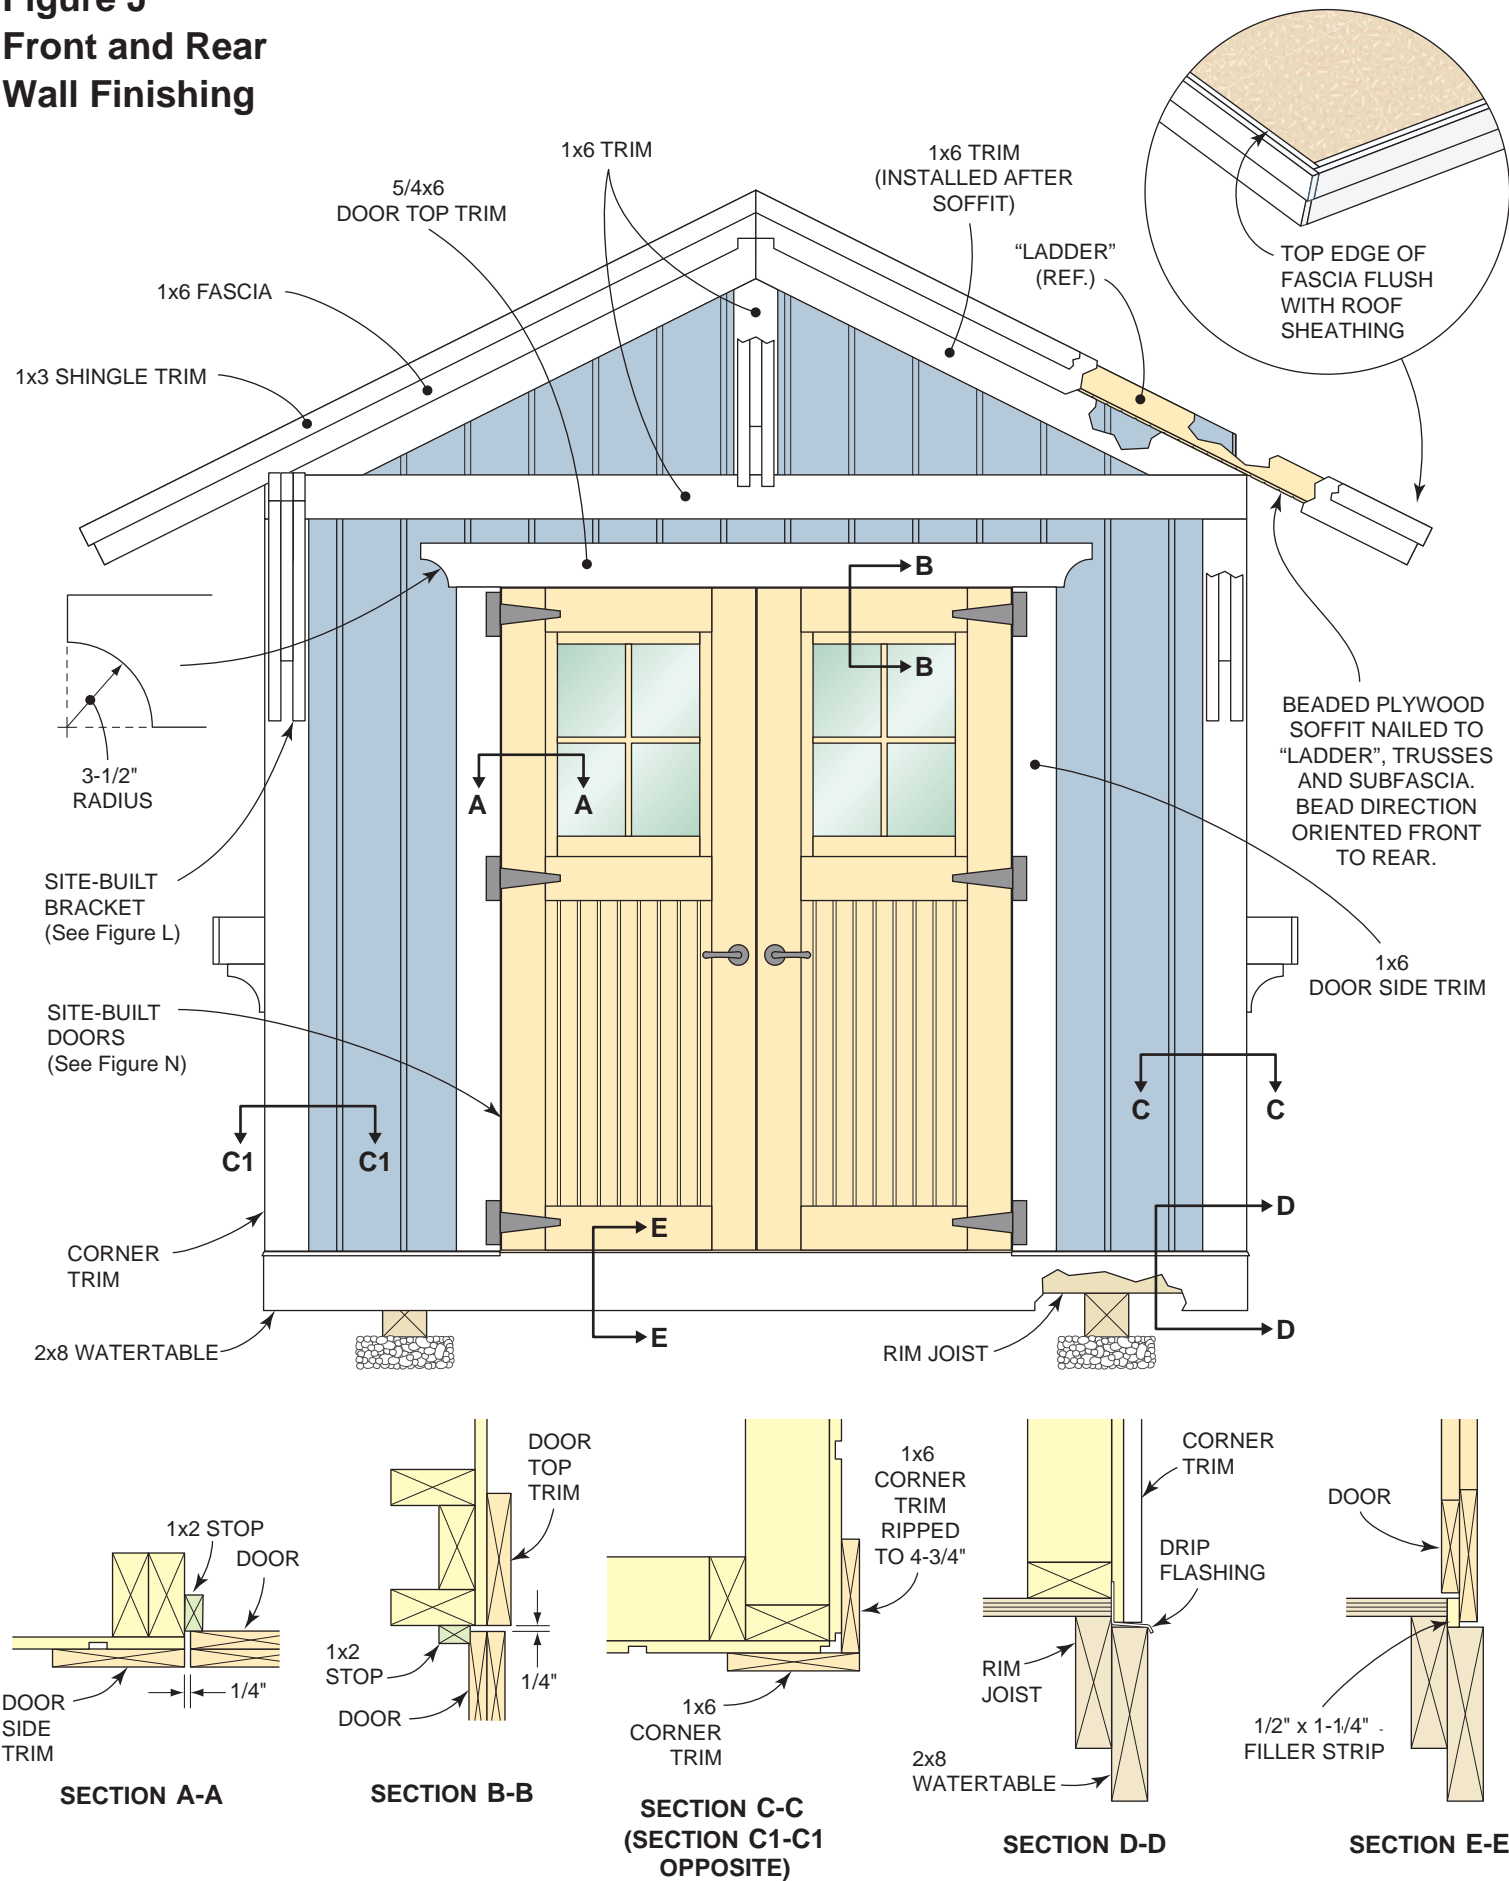 Figure J
Front and Rear
Wall Finishing
1x6 TRIM
1x6 TRIM
(INSTALLED AFTER
SOFFIT)
5/4x6
DOOR TOP TRIM
“LADDER”
(REF.)
TOP EDGE OF
FASCIA FLUSH
WITH ROOF
SHEATHING
1x6 FASCIA
1x3 SHINGLE TRIM
B
B
3-1/2"
RADIUS
A
A
BEADED PLYWOOD
SOFFIT NAILED TO
“LADDER”, TRUSSES
AND SUBFASCIA.
BEAD DIRECTION
ORIENTED FRONT
TO REAR.
SITE-BUILT
BRACKET
(See Figure L)
1x6
DOOR SIDE TRIM
SITE-BUILT
DOORS
(See Figure N)
C
C
C1
C1
D
D
E
E
CORNER
TRIM
2x8 WATERTABLE
RIM JOIST
1x2 STOP
DOOR
DOOR
SIDE
TRIM
1/4"
SECTION A-A
DOOR
TOP
TRIM
1x2
STOP
DOOR
1/4"
SECTION B-B
1x6
CORNER
TRIM
RIPPED
TO 4-3/4"
1x6
CORNER
TRIM
SECTION C-C
(SECTION C1-C1
OPPOSITE)
CORNER
TRIM
DRIP
FLASHING
RIM
JOIST
2x8
WATERTABLE
SECTION D-D
DOOR
1/2" x 1-1/4"
FILLER STRIP
SECTION E-E